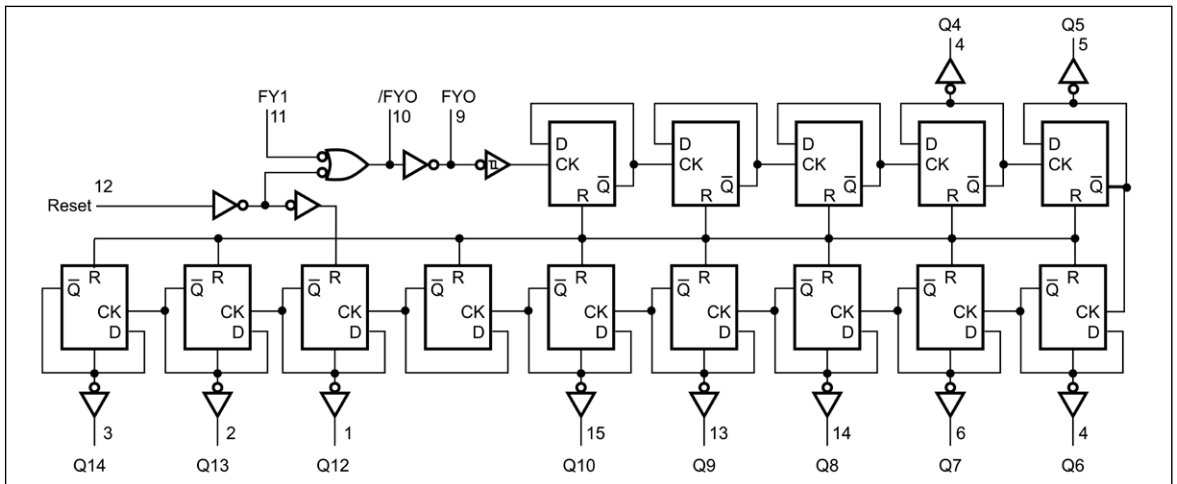 Q4 Q5
4 5
FY1 /FYO FYO
11 10 9
D D D D D
CK CK CK CK CK
Q Q Q Q Q
R R R R R
12
Reset
R R R R R R R R R
Q Q Q Q Q Q Q Q Q
CK CK CK CK CK CK CK CK CK
D D D D D D D D D
3 2 1 15 13 14 6 4
Q14 Q13 Q12 Q10 Q9 Q8 Q7 Q6